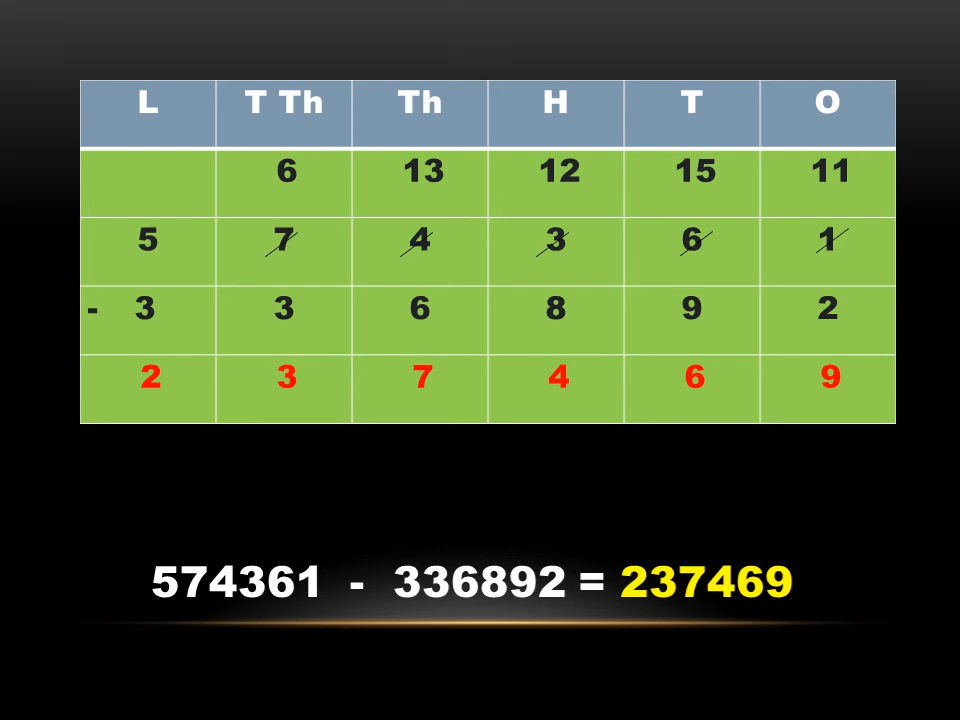 L T Th Th H T O
6 13 12 15 11
5 7 4 3 6 1
- 3 3 6 8 9 2
2 3 7 4 6 9
574361 - 336892 = 237469